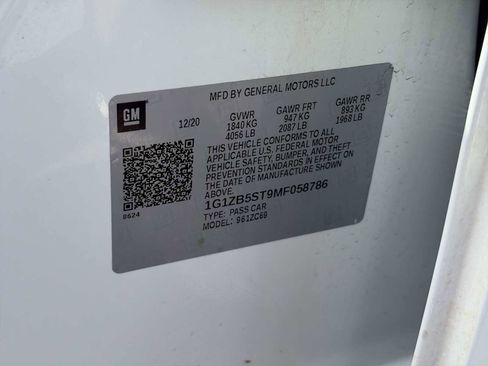 MFD BY GENERAL MOTORS LLC
GM
12/20 GVWR GAWR FRT GAWR RR
1840 KG 947 KG 893 KG
4056 LB 2087 LB 1968 LB
THIS VEHICLE CONFORMS TO ALL
APPLICABLE U.S. FEDERAL MOTOR
VEHICLE SAFETY, BUMPER, AND THEFT
PREVENTION STANDARDS IN EFFECT
ON THE DATE OF MANUFACTURE SHOWN
ABOVE.
1G1ZB5ST9MF058786
TYPE: PASS CAR
MODEL: 961ZC69
8624